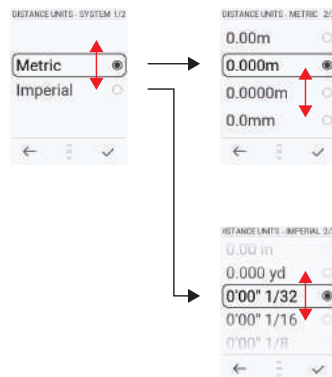 DISTANCE UNITS - SYSTEM 1/2
Metric
Imperial
DISTANCE UNITS - METRIC 2/
0.00m
0.000m
0.0000m
0.0mm
ISTANCE UNITS - IMPERIAL 2/
0.00 in
0.000 yd
0'00" 1/32
0'00" 1/16
0'00" 1/8